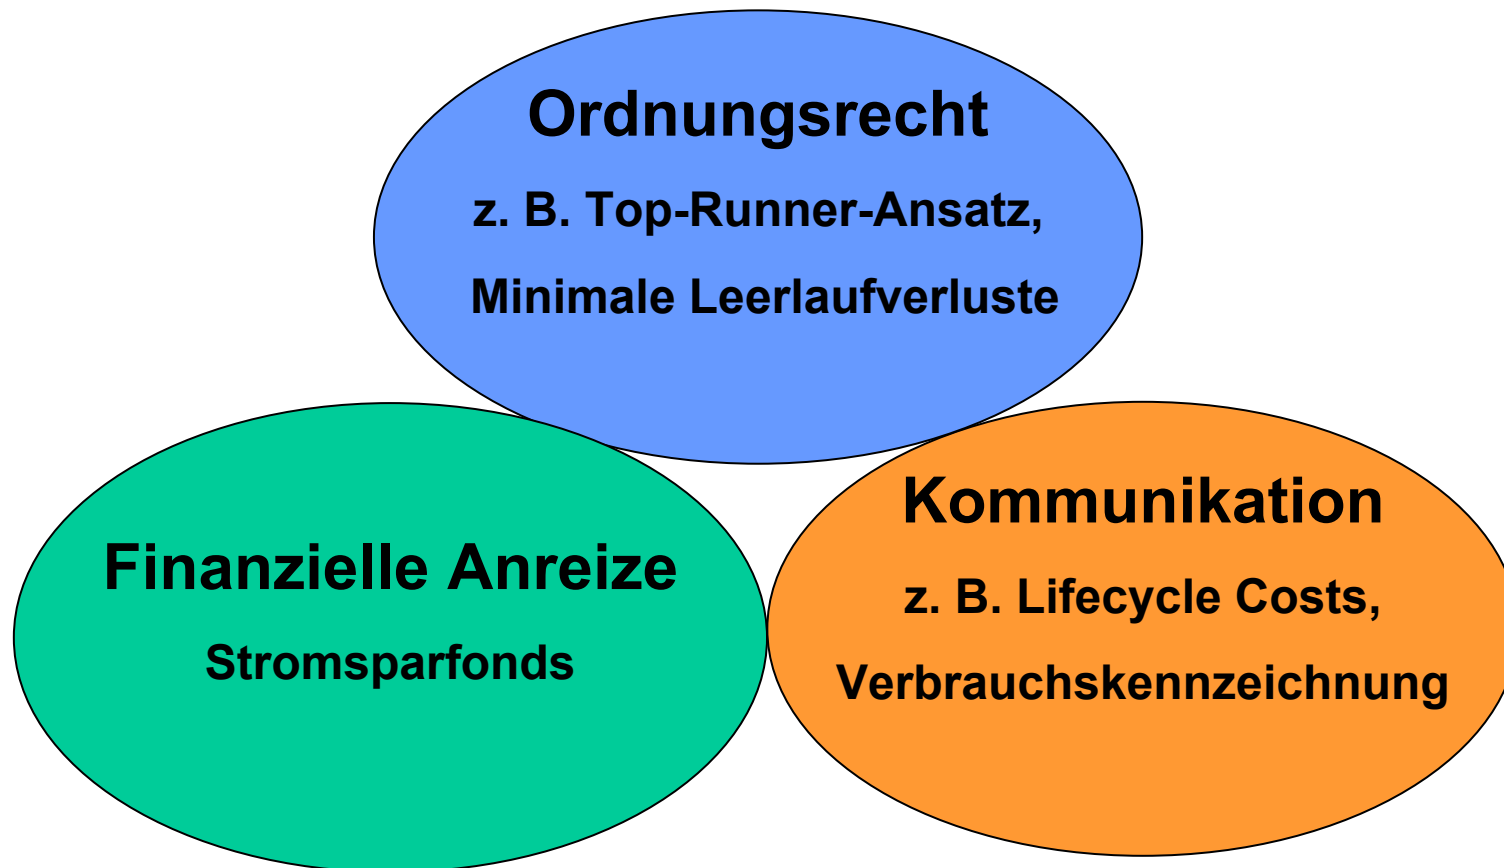 Ordnungsrecht
z. B. Top-Runner-Ansatz,
Minimale Leerlaufverluste
Finanzielle Anreize
Stromsparfonds
Kommunikation
z. B. Lifecycle Costs,
Verbrauchskennzeichnung